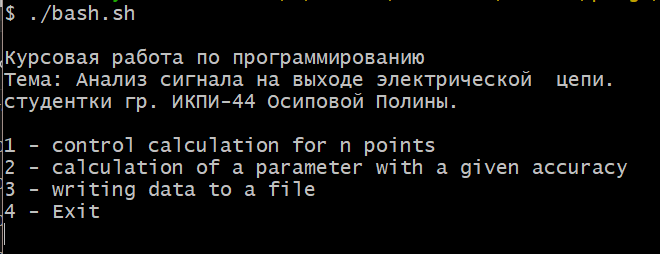 $ ./bash.sh
Курсовая работа по программированию
Тема: Анализ сигнала на выходе электрической  цепи.
студентки гр. ИКПИ-44 Осиповой Полины.
1 - control calculation for n points
2 - calculation of a parameter with a given accuracy
3 - writing data to a file
4 - Exit